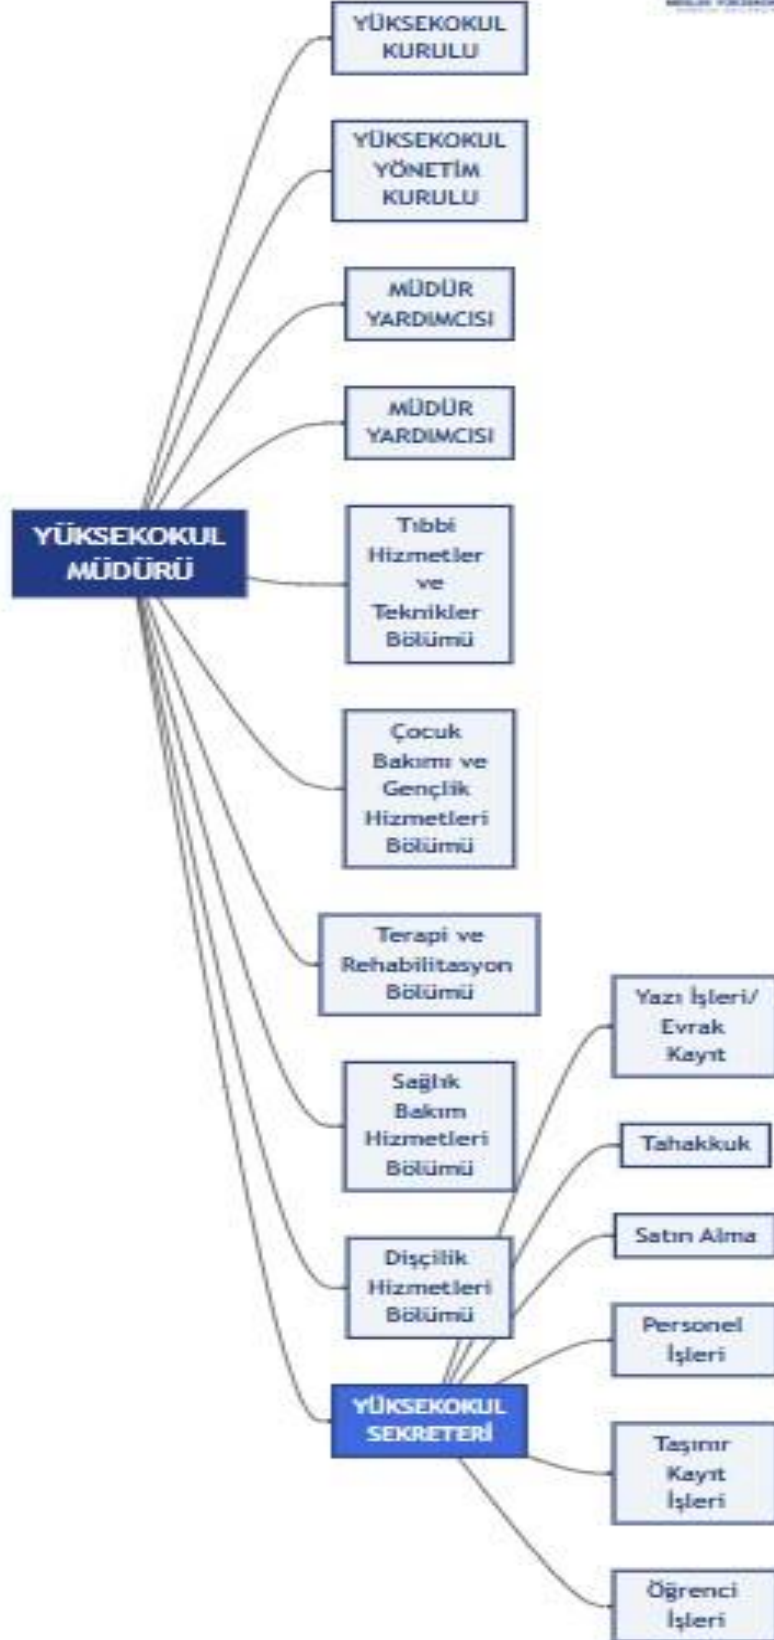 YÜKSEKOKUL
KURULU
YÜKSEKOKUL
YÖNETİM
KURULU
MÜDÜR
YARDIMCISI
MÜDÜR
YARDIMCISI
YÜKSEKOKUL
MÜDÜRÜ
Tıbbi
Hizmetler
ve
Teknikler
Bölümü
Çocuk
Bakımı ve
Gençlik
Hizmetleri
Bölümü
Terapi ve
Rehabilitasyon
Bölümü
Sağlık
Bakım
Hizmetleri
Bölümü
Dişçilik
Hizmetleri
Bölümü
YÜKSEKOKUL
SEKRETERİ
Yazı İşleri/
Evrak
Kayıt
Tahakkuk
Satın Alma
Personel
İşleri
Taşınır
Kayıt
İşleri
Öğrenci
İşleri